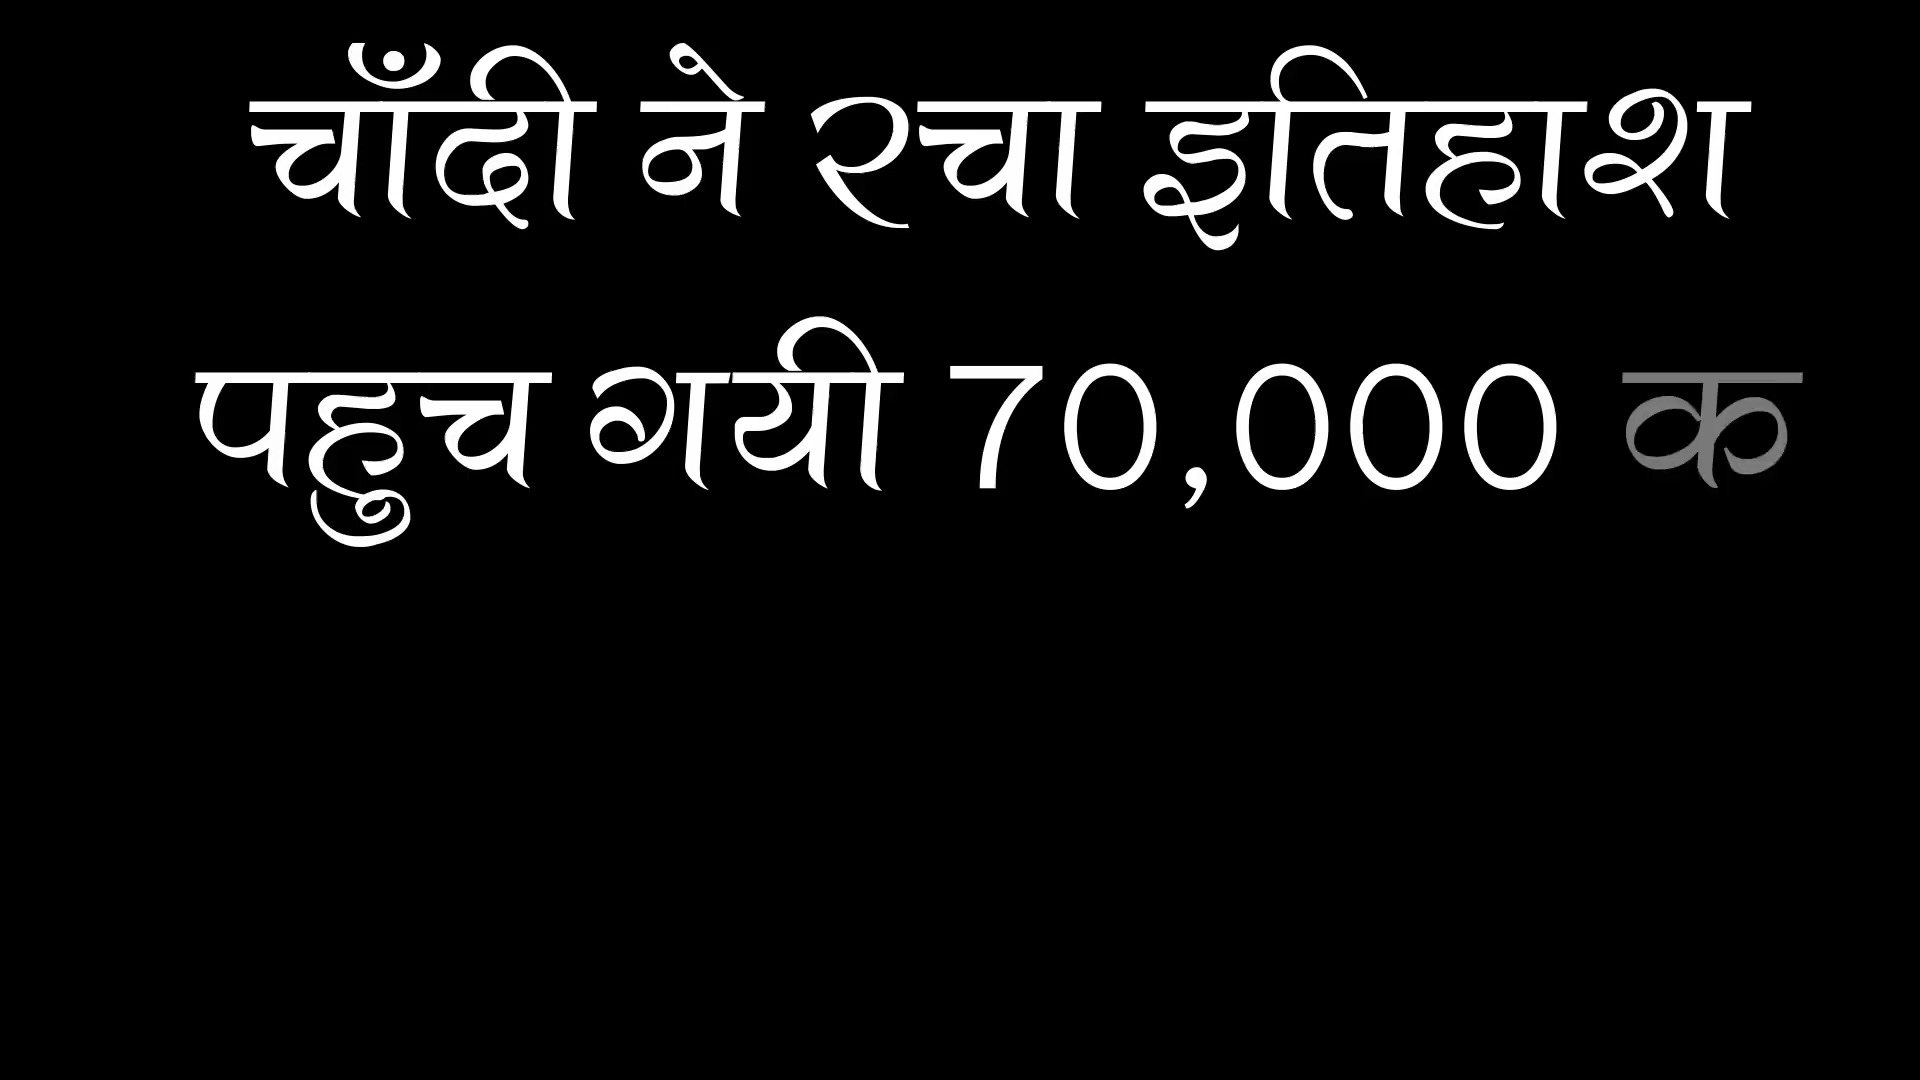 चाँदी ने रचा इतिहाश
पहुच गयी 70,000 क